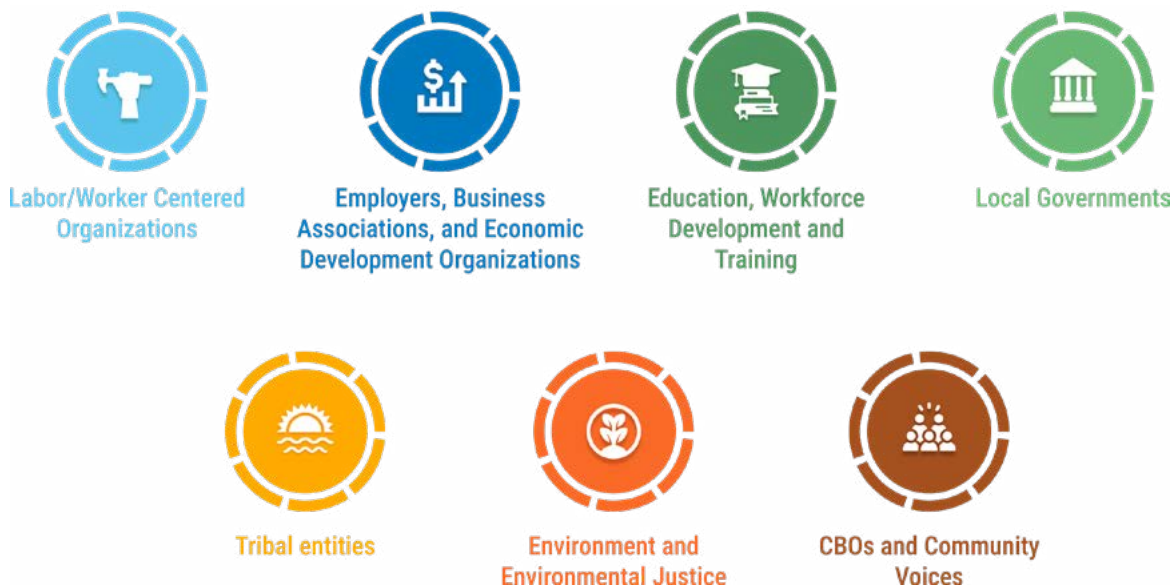 Labor/Worker Centered
Organizations
Employers, Business
Associations, and Economic
Development Organizations
Education, Workforce
Development and
Training
Local Governments
Tribal entities
Environment and
Environmental Justice
CBOs and Community
Voices